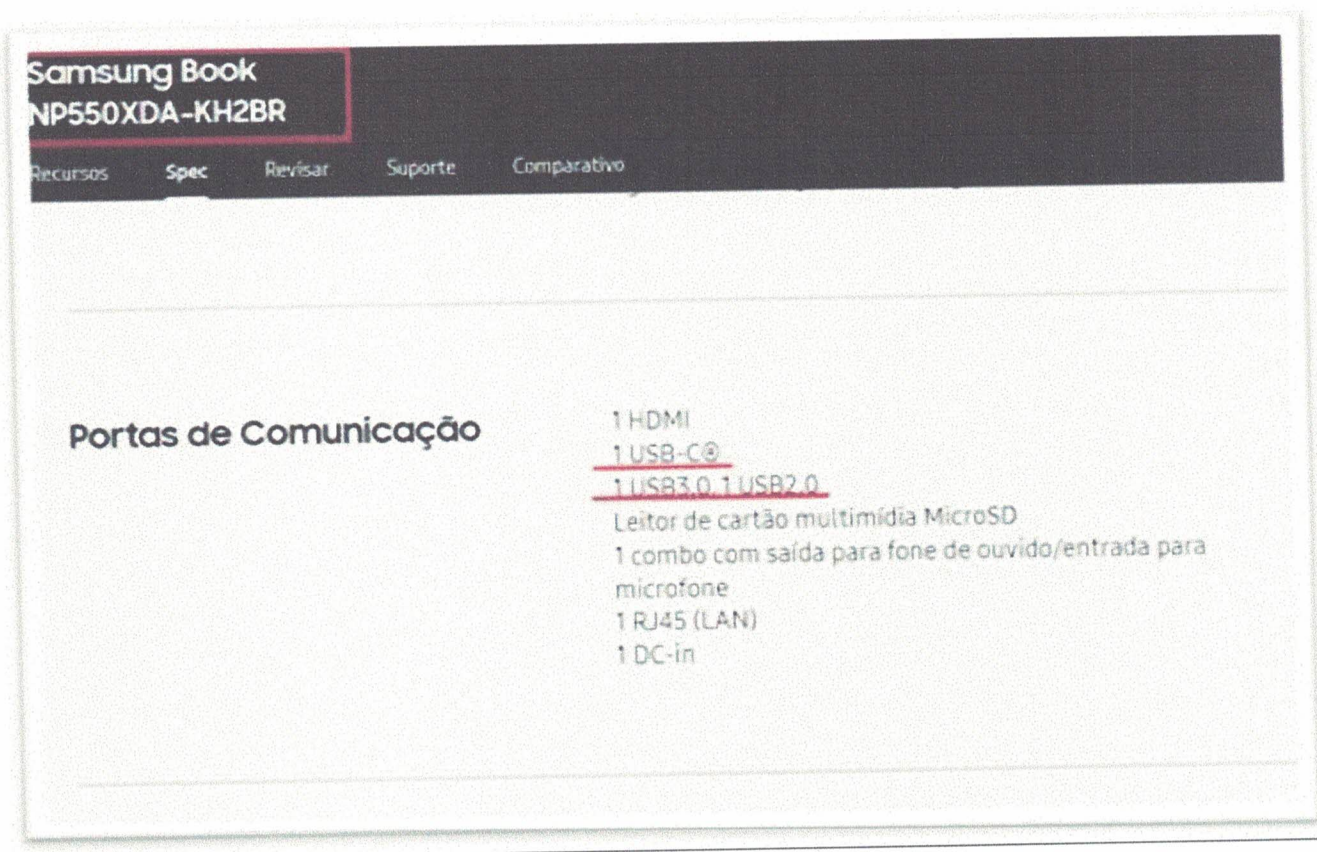 Samsung Book
NP550XDA-KH2BR
Recursos Spec Revisar Suporte Comparativo
Portas de Comunicação
1 HDMI
1 USB-C®
1 USB3.0, 1 USB2.0
Leitor de cartão multimídia MicroSD
1 combo com saída para fone de ouvido/entrada para
microfone
1 RJ45 (LAN)
1 DC-in